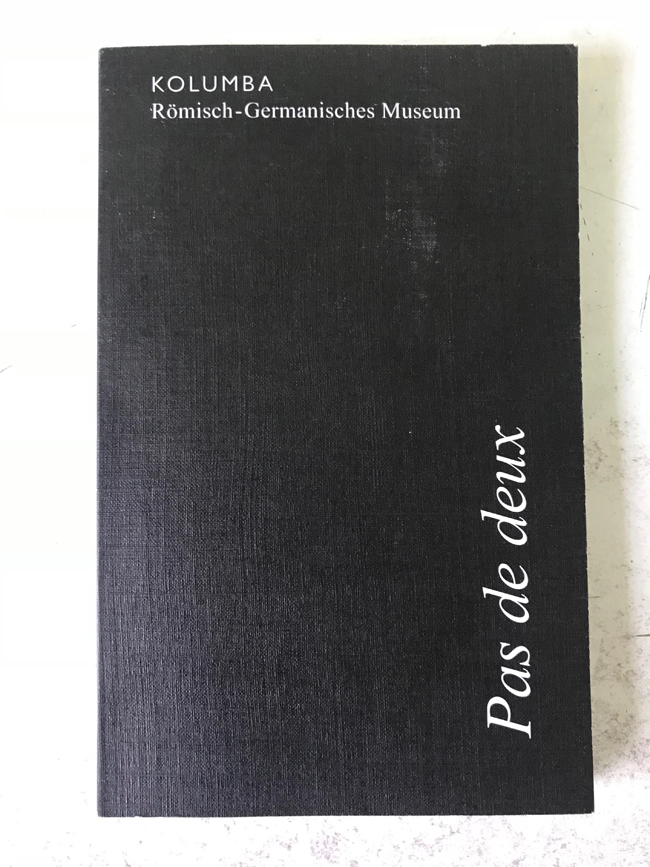 KOLUMBA
Römisch-Germanisches Museum
Pas de deux